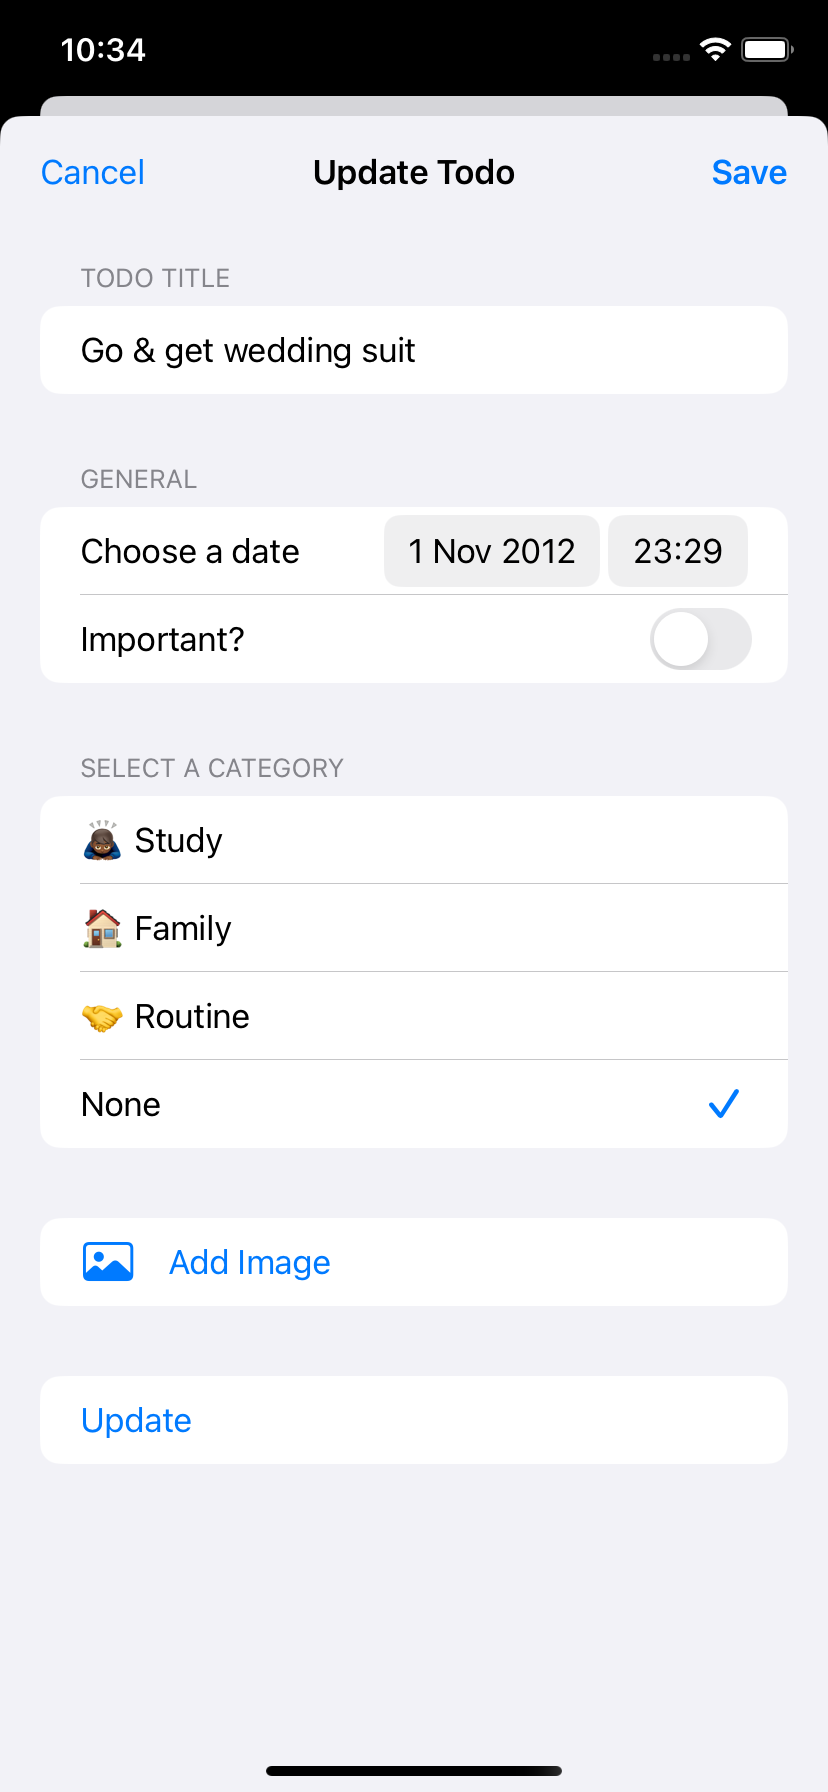 10:34
Cancel Update Todo Save
TODO TITLE
Go & get wedding suit
GENERAL
Choose a date 1 Nov 2012 23:29
Important?
SELECT A CATEGORY
Study
Family
Routine
None
Add Image
Update